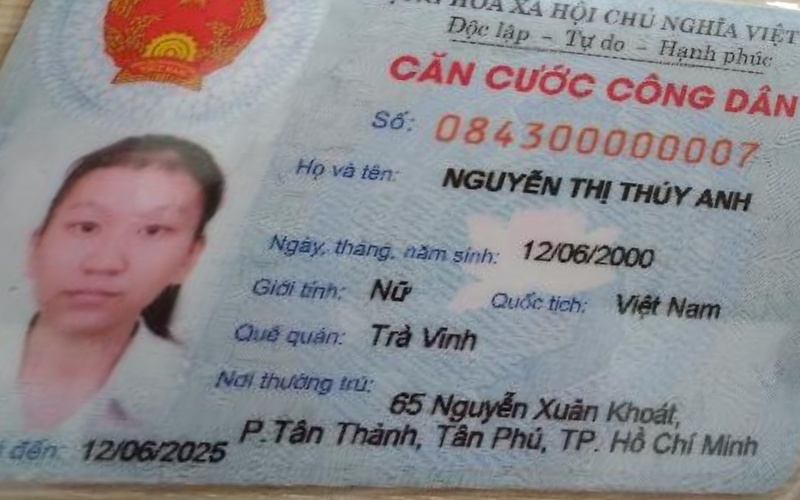 HÒA XÃ HỘI CHỦ NGHĨA VIỆT
Độc lập - Tự do - Hạnh phúc
CĂN CƯỚC CÔNG DÂN
Số: 084300000007
Họ và tên: NGUYỄN THỊ THÚY ANH
Ngày, tháng, năm sinh: 12/06/2000
Giới tính: Nữ Quốc tịch: Việt Nam
Quê quán: Trà Vinh
Nơi thường trú: 65 Nguyễn Xuân Khoát,
P.Tân Thành, Tân Phú, TP. Hồ Chí Minh
đến: 12/06/2025